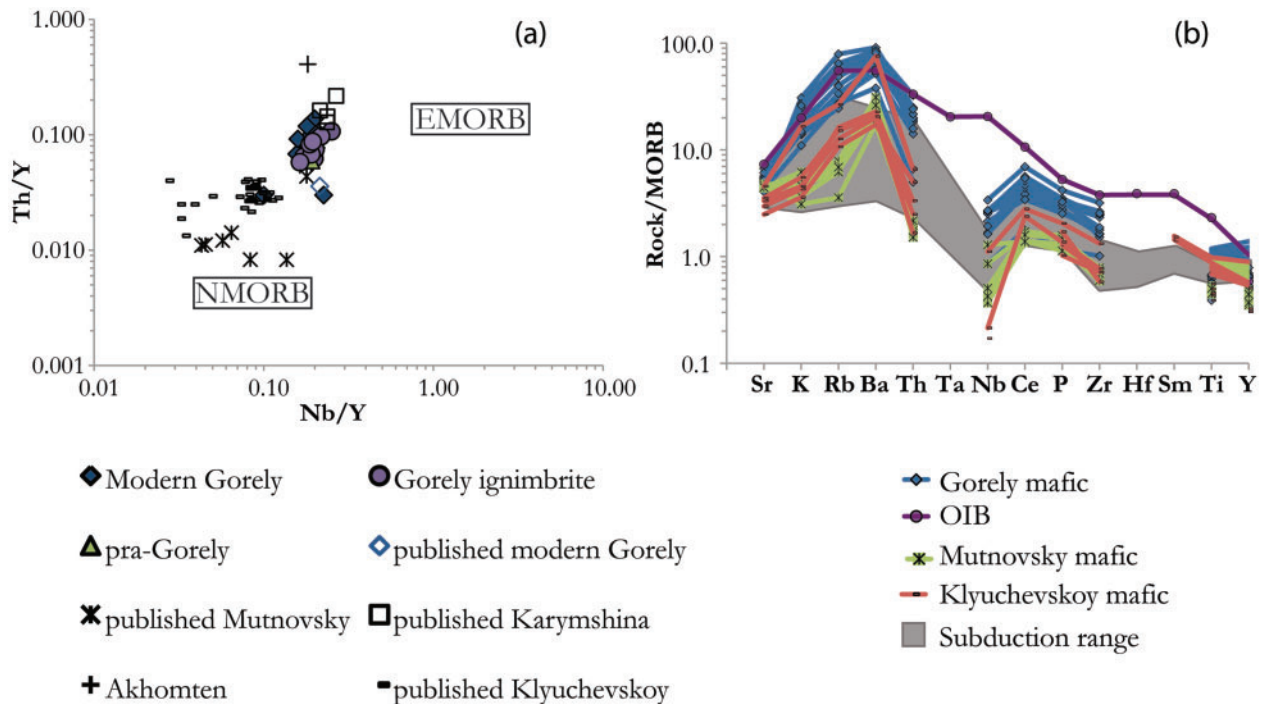 (a)
1.000
0.100
0.010
0.001
Th/Y
EMORB
NMORB
0.01 0.10 1.00 10.00
Nb/Y
(b)
100.0
10.0
1.0
0.1
Rock/MORB
Sr K Rb Ba Th Ta Nb Ce P Zr Hf Sm Ti Y
Modern Gorely
Gorely ignimbrite
pra-Gorely
published modern Gorely
published Mutnovsky
published Karymshina
Akhomten
published Klyuchevskoy
Gorely mafic
OIB
Mutnovsky mafic
Klyuchevskoy mafic
Subduction range